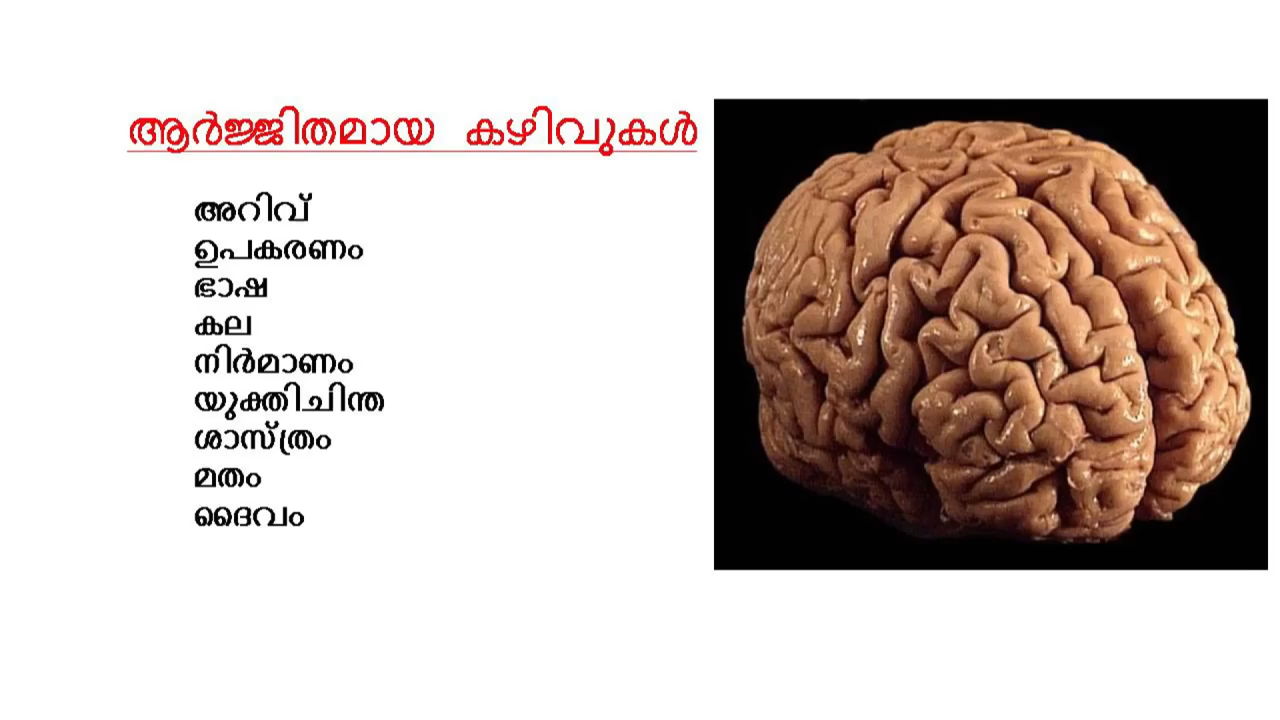 ആർജ്ജിതമായ കഴിവുകൾ
അറിവ്
ഉപകരണം
ഭാഷ
കല
നിർമാണം
യുക്തിചിന്ത
ശാസ്ത്രം
മതം
ദൈവം